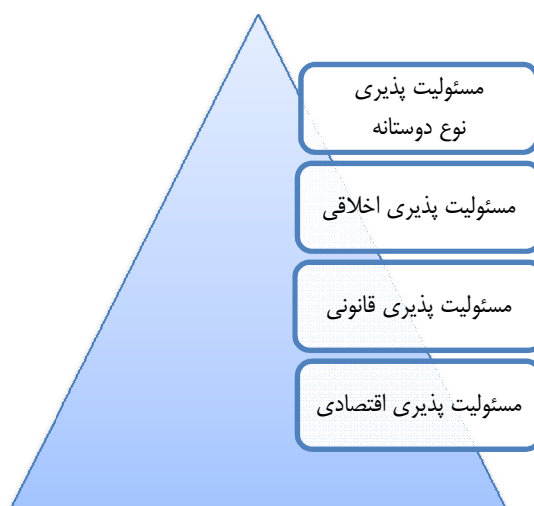 مسئولیت پذیری
نوع دوستانه
مسئولیت پذیری اخلاقی
مسئولیت پذیری قانونی
مسئولیت پذیری اقتصادی